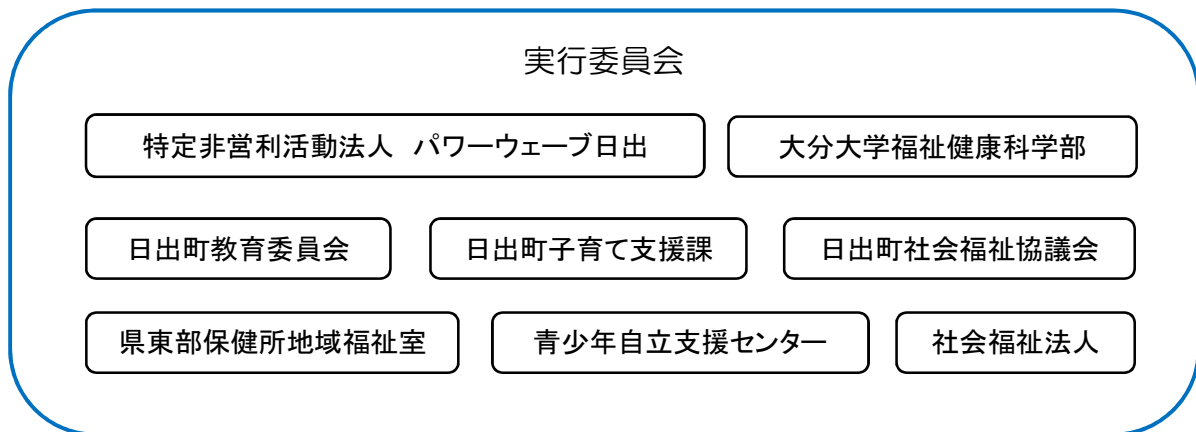 実行委員会
特定非営利活動法人　パワーウェーブ日出
大分大学福祉健康科学部
日出町教育委員会
日出町子育て支援課
日出町社会福祉協議会
県東部保健所地域福祉室
青少年自立支援センター
社会福祉法人